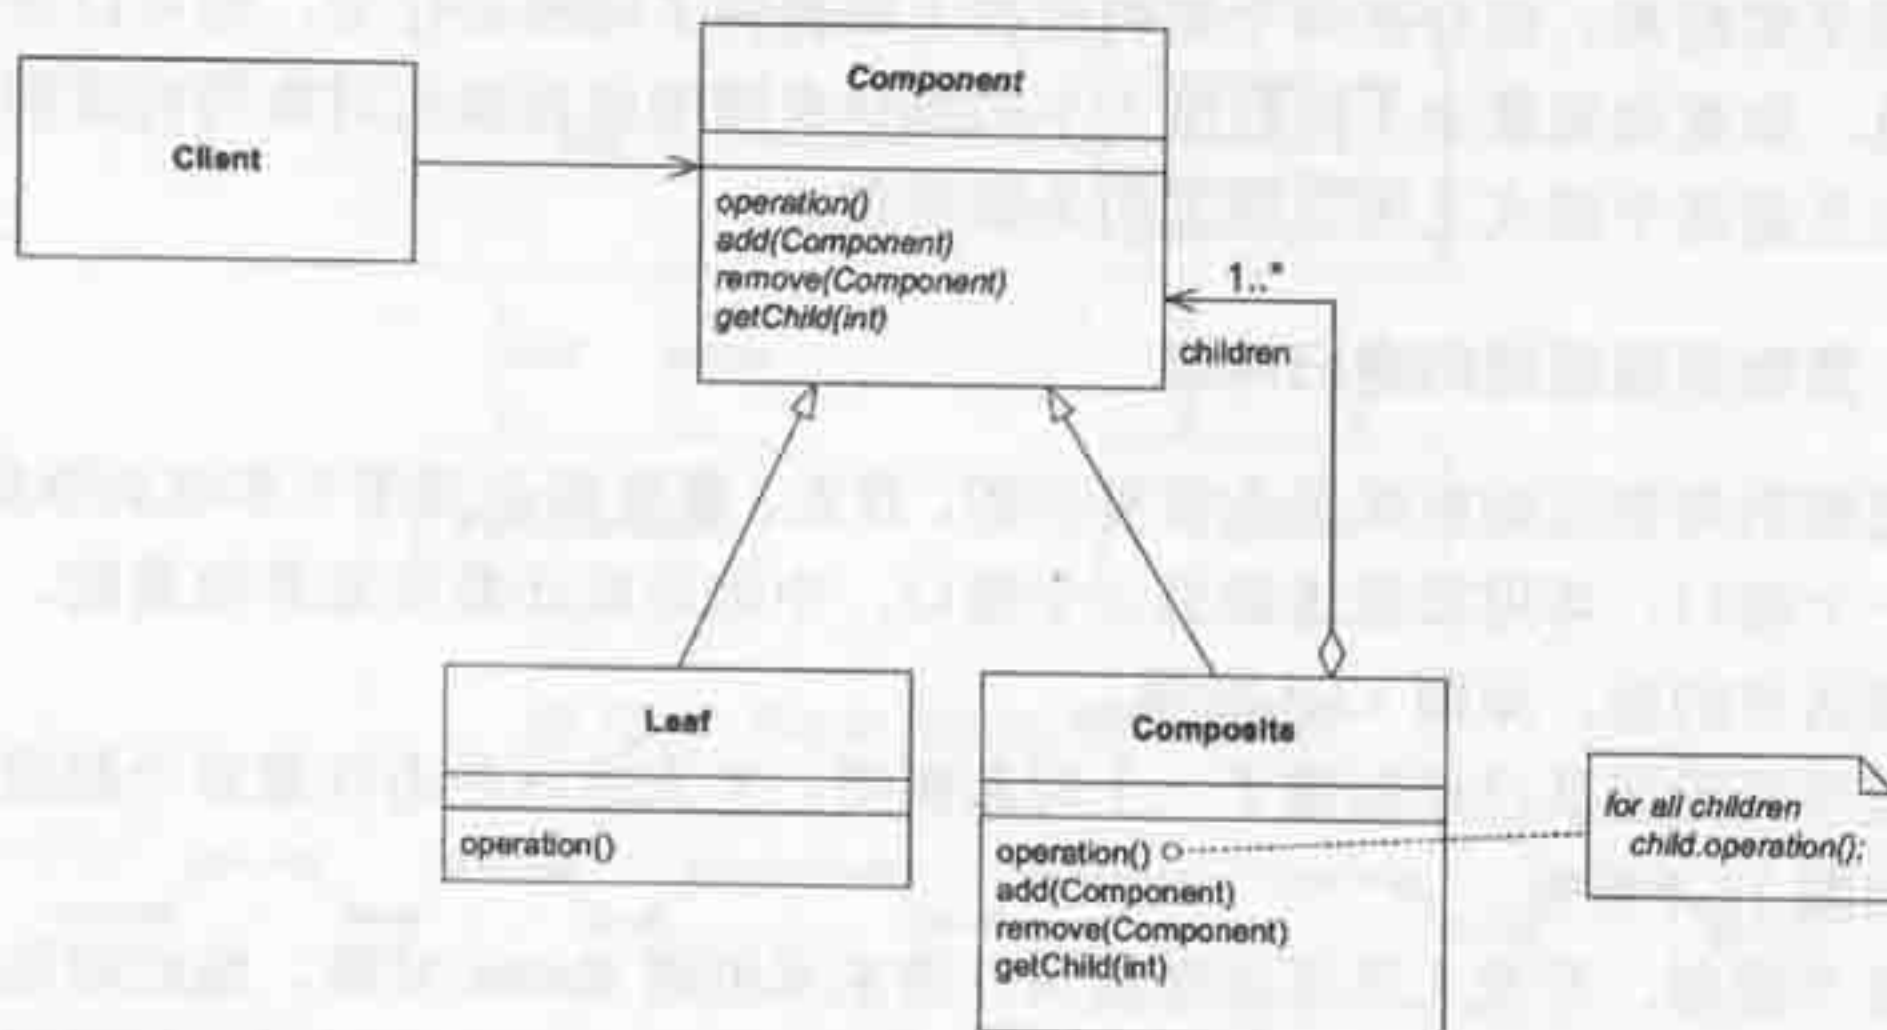 Client
Component
operation()
add(Component)
remove(Component)
getChild(int)
1..*
children
Leaf
operation()
Composite
operation()
add(Component)
remove(Component)
getChild(int)
for all children
child.operation();